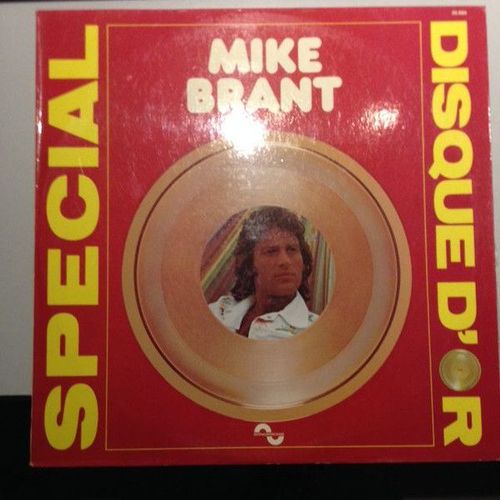 MIKE
BRANT
SPECIAL
DISQUE D'OR